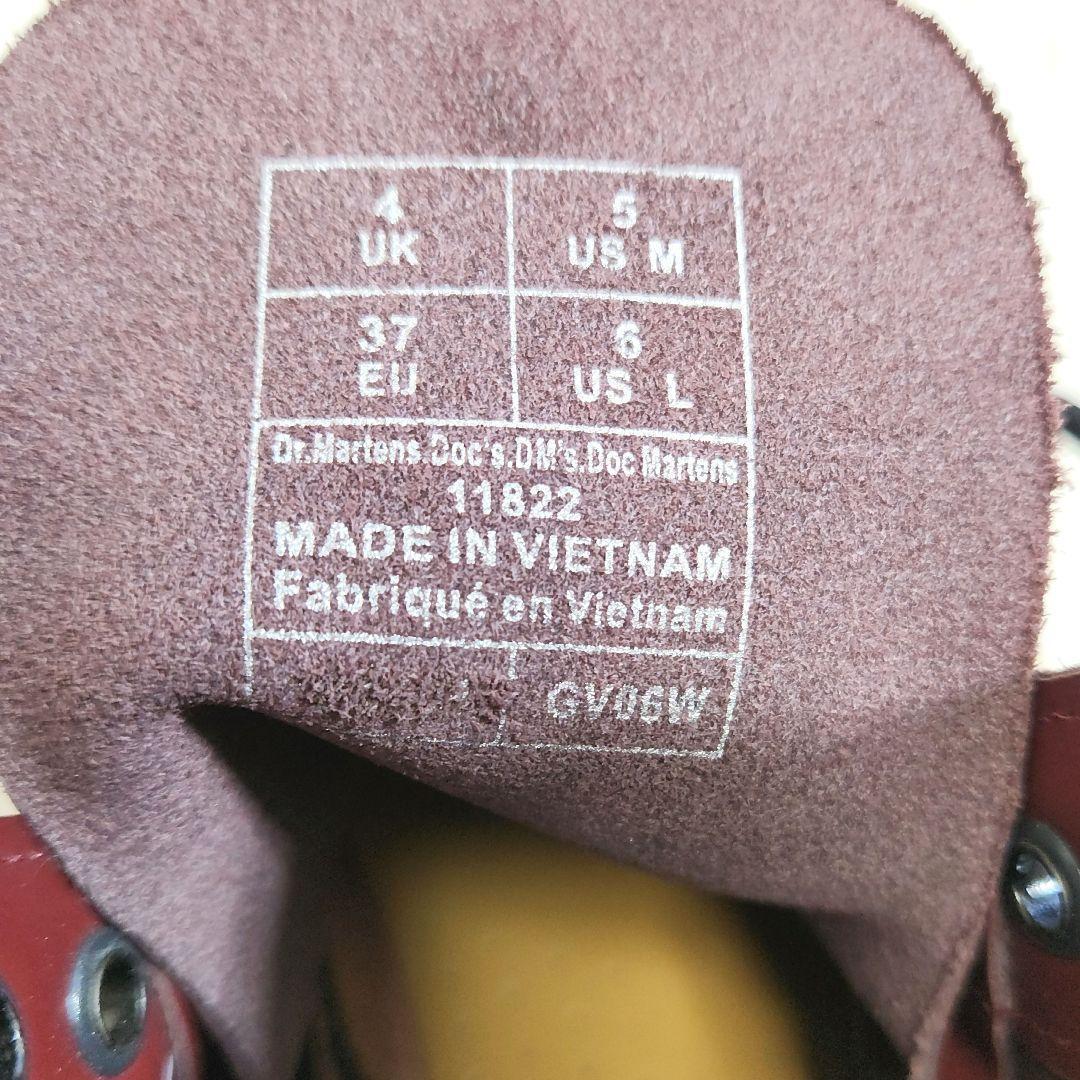 4 UK
5 US M
37 EU
6 US L
Dr.Martens.Doc's.DM's.Doc Martens
11822
MADE IN VIETNAM
Fabriqué en Vietnam
GV06W